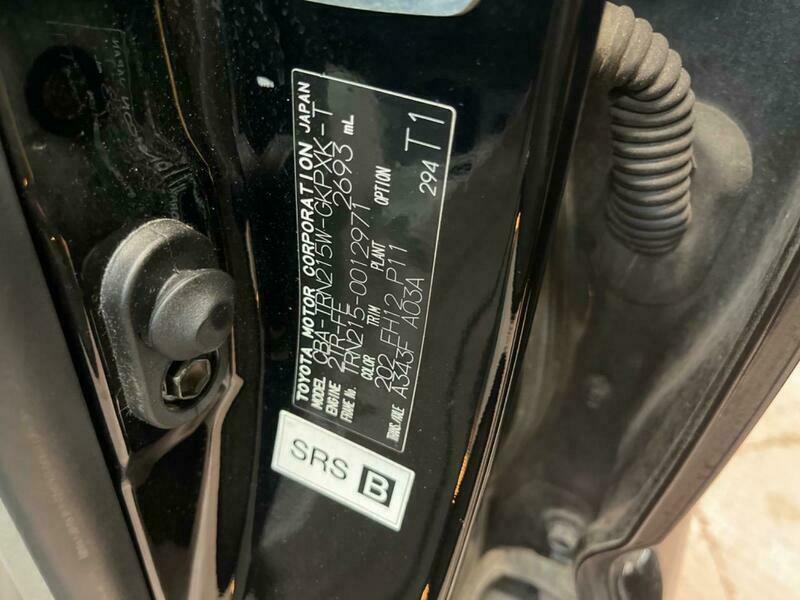 TOYOTA MOTOR CORPORATION JAPAN
MODEL CBA-TRN215W-GKPXK-T
ENGINE 2TR-FE 2693 mL
FRAME No. TRN215-0012971
COLOR TRIM PLANT OPTION
202 FH12 P11
TRANS./AXLE A343F A03A
294 T1
SRS B